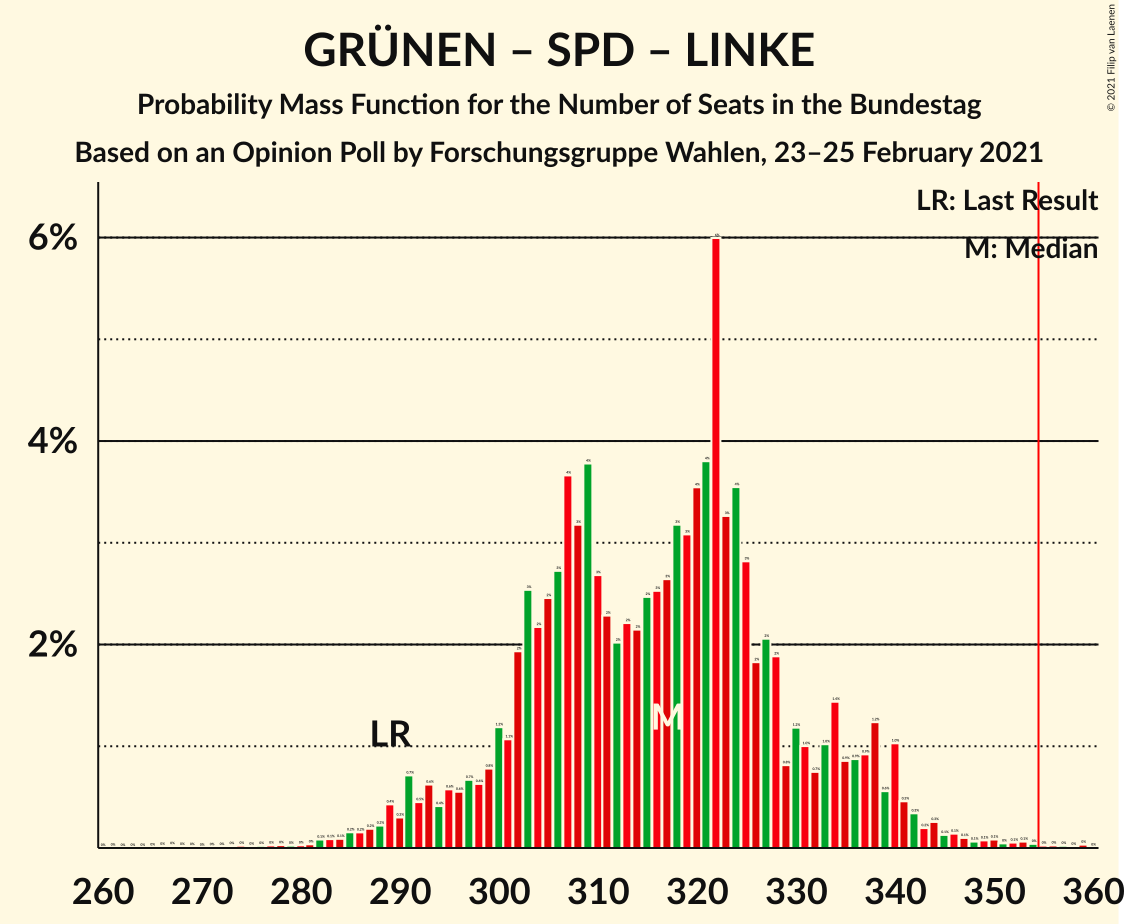 GRÜNEN – SPD – LINKE
Probability Mass Function for the Number of Seats in the Bundestag
Based on an Opinion Poll by Forschungsgruppe Wahlen, 23–25 February 2021
© 2021 Filip van Laenen
LR: Last Result
M: Median
6%
4%
2%
LR
M
260 270 280 290 300 310 320 330 340 350 360